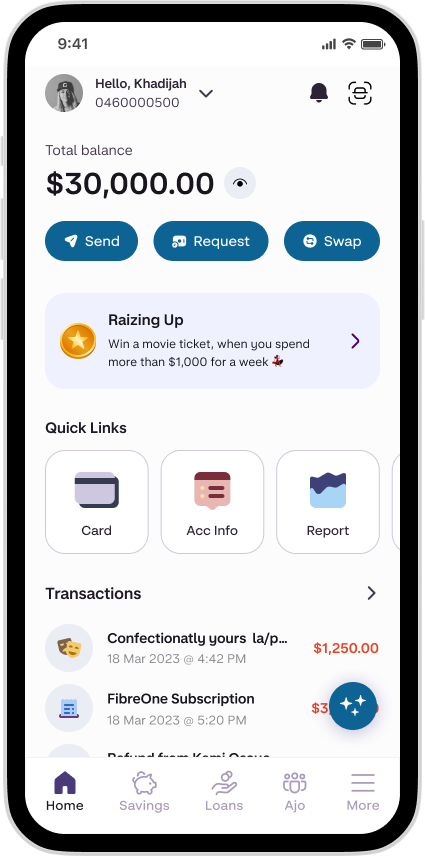 9:41
Hello, Khadijah
0460000500
Total balance
$30,000.00
Send
Request
Swap
Raizing Up
Win a movie ticket, when you spend
more than $1,000 for a week 💃🏿
Quick Links
Card
Acc Info
Report
Transactions
Confectionatly yours la/p...
$1,250.00
18 Mar 2023 @ 4:42 PM
FibreOne Subscription
$3
18 Mar 2023 @ 5:20 PM
Refund from
Home
Savings
Loans
Ajo
More